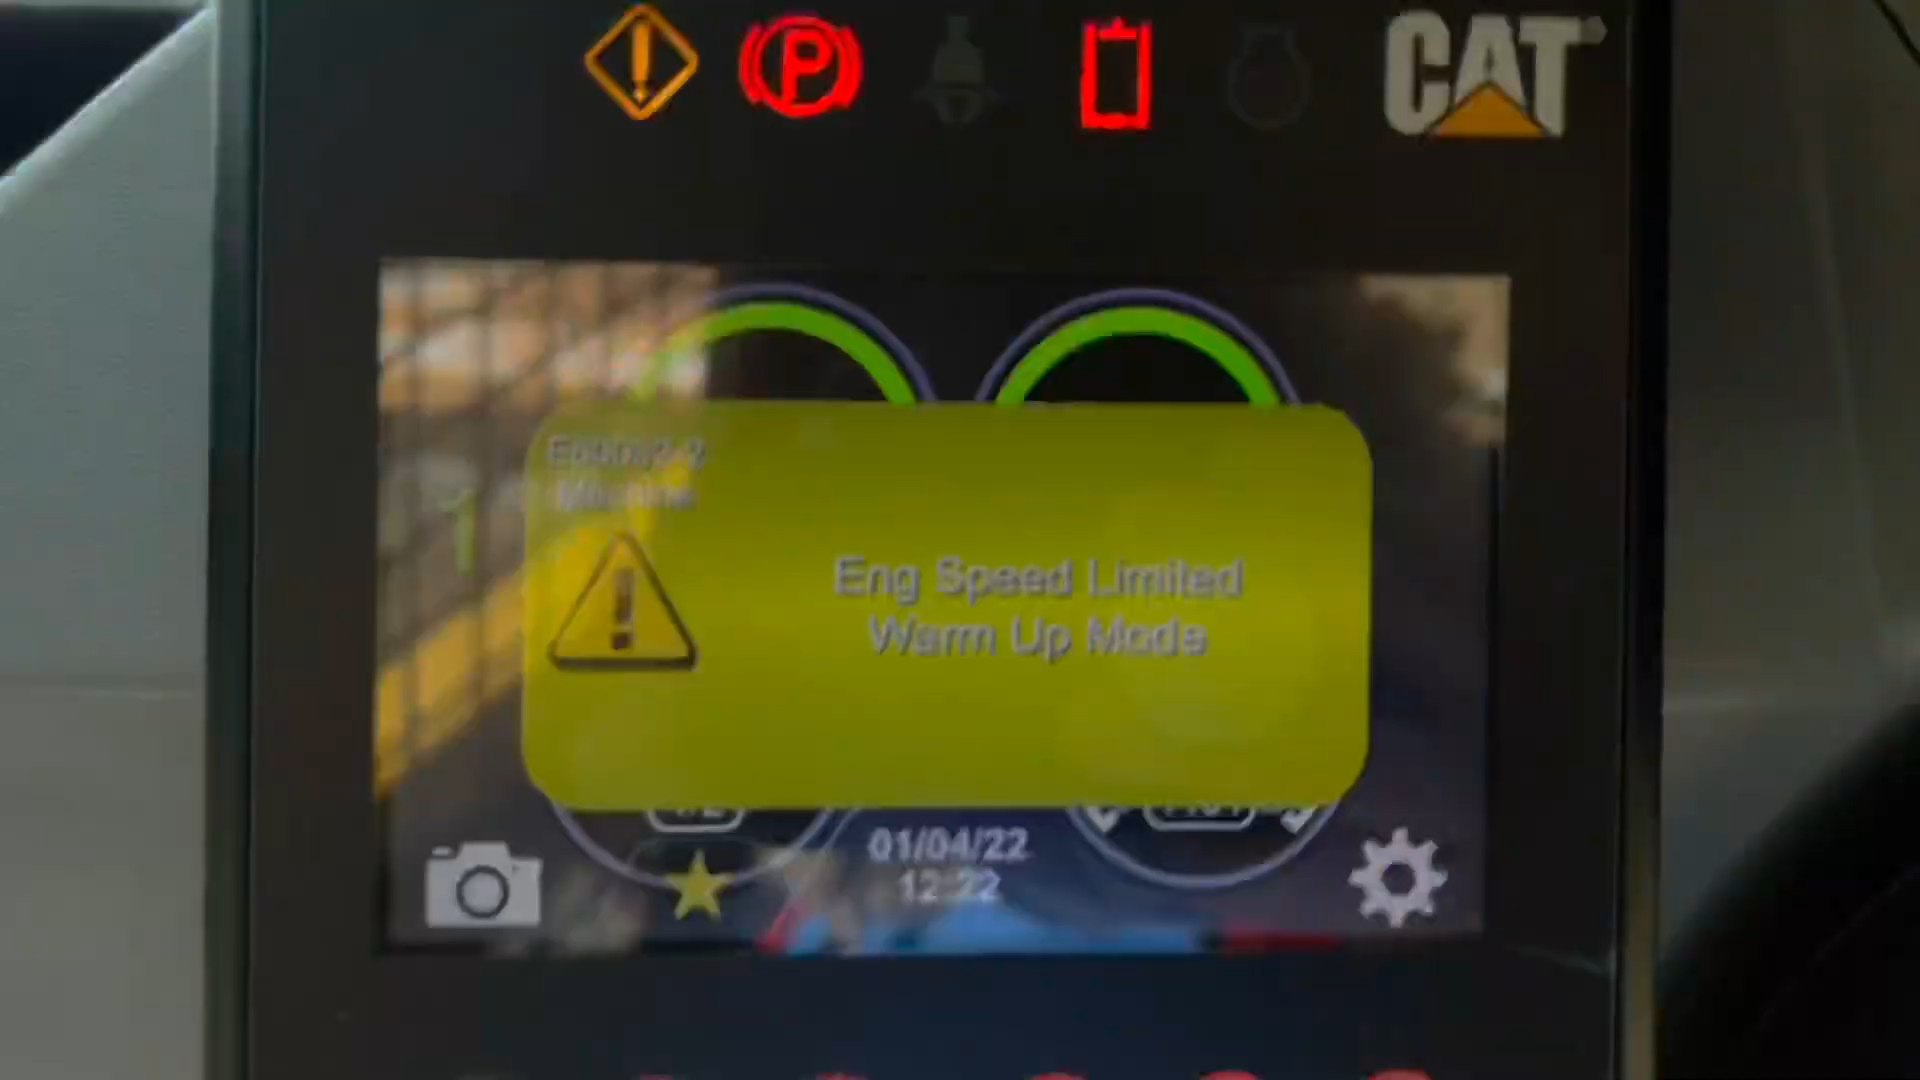 P
CAT
Eng Speed Limited
Warm Up Mode
01/04/22
12:22